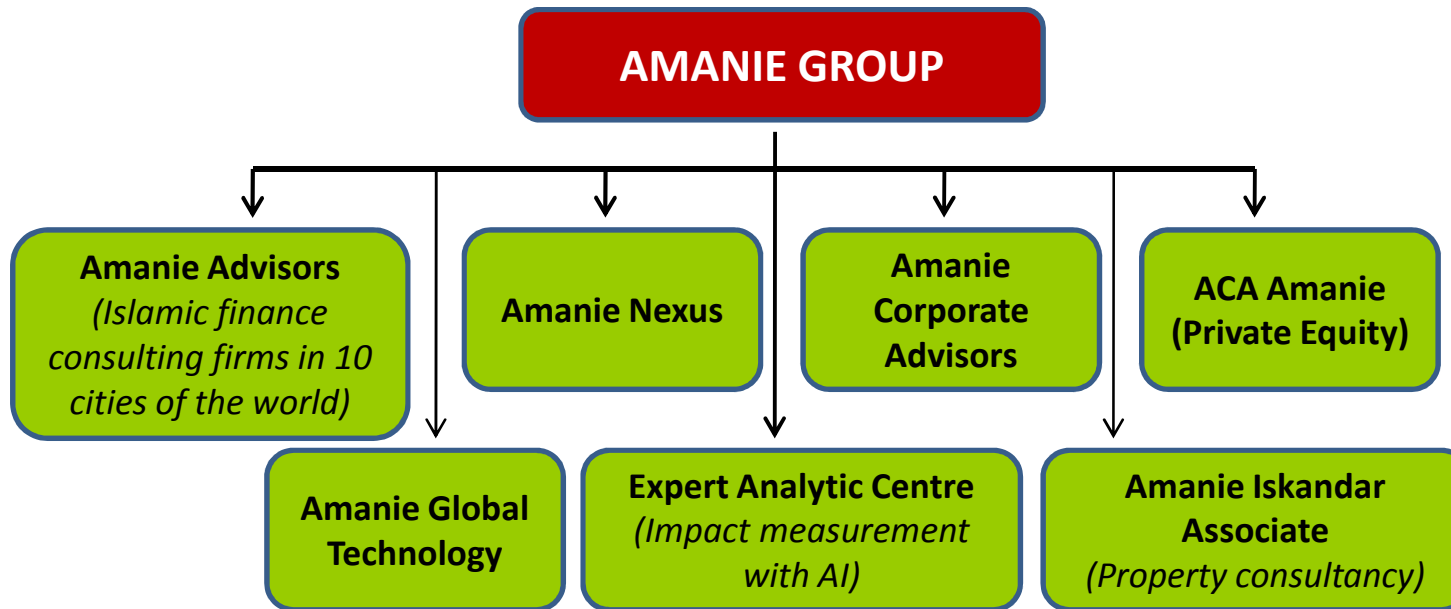 AMANIE GROUP
Amanie Advisors
(Islamic finance
consulting firms in 10
cities of the world)
Amanie Nexus
Amanie
Corporate
Advisors
ACA Amanie
(Private Equity)
Amanie Global
Technology
Expert Analytic Centre
(Impact measurement
with AI)
Amanie Iskandar
Associate
(Property consultancy)